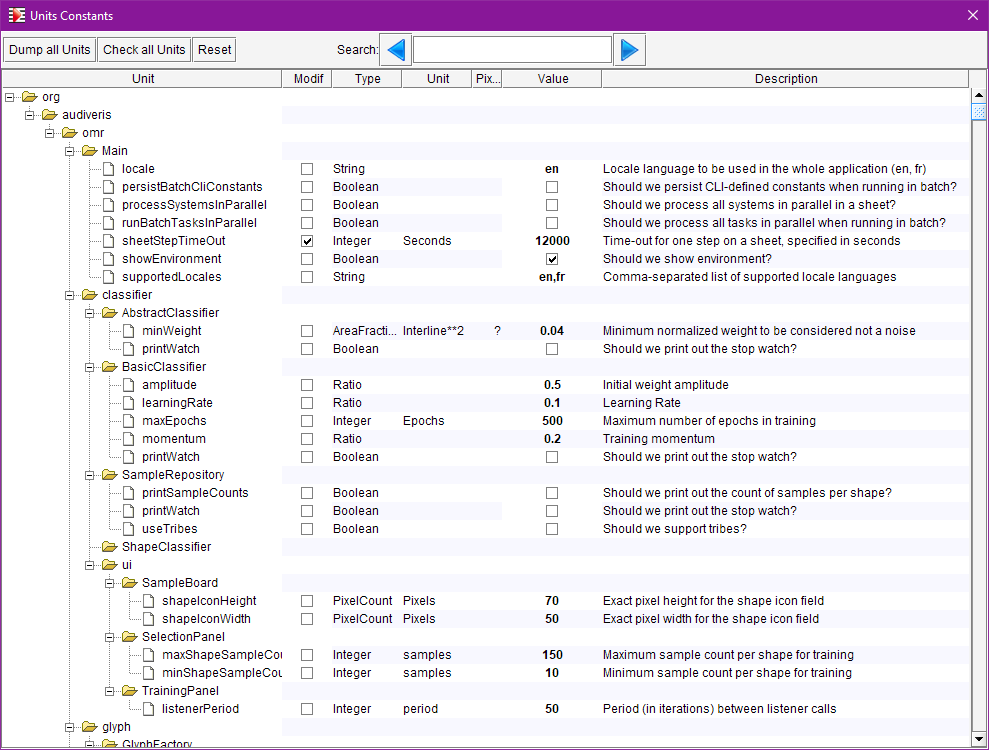 Units Constants
Dump all Units Check all Units Reset Search:
Unit Modif Type Unit Pix... Value Description
org
audiveris
omr
Main
locale String en Locale language to be used in the whole application (en, fr)
persistBatchCliConstants Boolean Should we persist CLI-defined constants when running in batch?
processSystemsInParallel Boolean Should we process all systems in parallel in a sheet?
runBatchTasksInParallel Boolean Should we process all tasks in parallel when running in batch?
sheetStepTimeOut Integer Seconds 12000 Time-out for one step on a sheet, specified in seconds
showEnvironment Boolean Should we show environment?
supportedLocales String en,fr Comma-separated list of supported locale languages
classifier
AbstractClassifier
minWeight AreaFracti... Interline**2 ? 0.04 Minimum normalized weight to be considered not a noise
printWatch Boolean Should we print out the stop watch?
BasicClassifier
amplitude Ratio 0.5 Initial weight amplitude
learningRate Ratio 0.1 Learning Rate
maxEpochs Integer Epochs 500 Maximum number of epochs in training
momentum Ratio 0.2 Training momentum
printWatch Boolean Should we print out the stop watch?
SampleRepository
printSampleCounts Boolean Should we print out the count of samples per shape?
printWatch Boolean Should we print out the stop watch?
useTribes Boolean Should we support tribes?
ShapeClassifier
ui
SampleBoard
shapeIconHeight PixelCount Pixels 70 Exact pixel height for the shape icon field
shapeIconWidth PixelCount Pixels 50 Exact pixel width for the shape icon field
SelectionPanel
maxShapeSampleCou Integer samples 150 Maximum sample count per shape for training
minShapeSampleCou Integer samples 10 Minimum sample count per shape for training
TrainingPanel
listenerPeriod Integer period 50 Period (in iterations) between listener calls
glyph
GlyphFactory